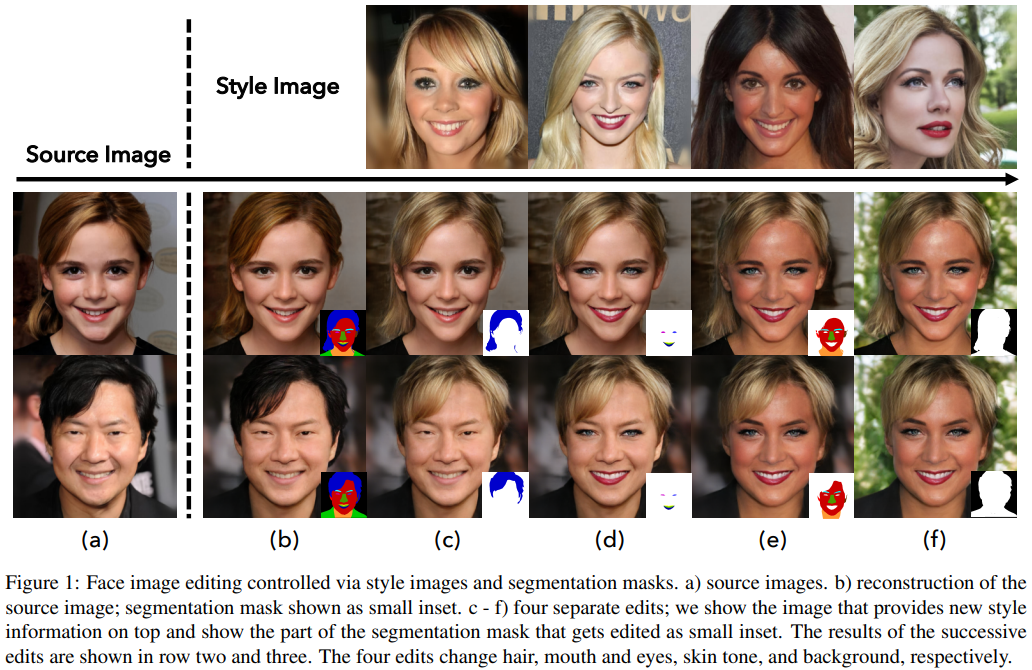 Style Image
Source Image
(a)
(b)
(c)
(d)
(e)
(f)
Figure 1: Face image editing controlled via style images and segmentation masks. a) source images. b) reconstruction of the
source image; segmentation mask shown as small inset. c - f) four separate edits; we show the image that provides new style
information on top and show the part of the segmentation mask that gets edited as small inset. The results of the successive
edits are shown in row two and three. The four edits change hair, mouth and eyes, skin tone, and background, respectively.